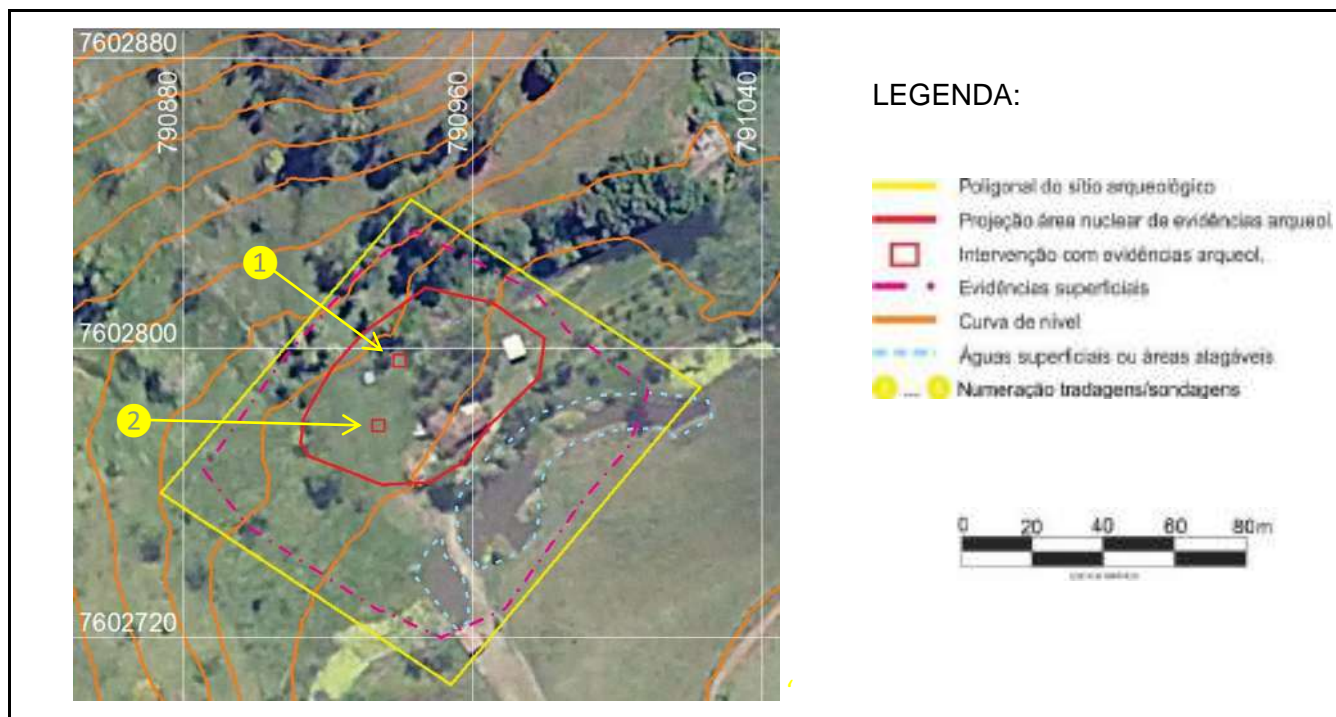 7602880
790880
790960
791040
1
7602800
2
7602720
LEGENDA:
Poligonal do sítio arqueológico
Projeção área nuclear de evidências arqueol.
Intervenção com evidências arqueol.
Evidências superficiais
Curva de nível
Águas superficiais ou áreas alagáveis
... Numeração tradagens/sondagens
0 20 40 60 80m